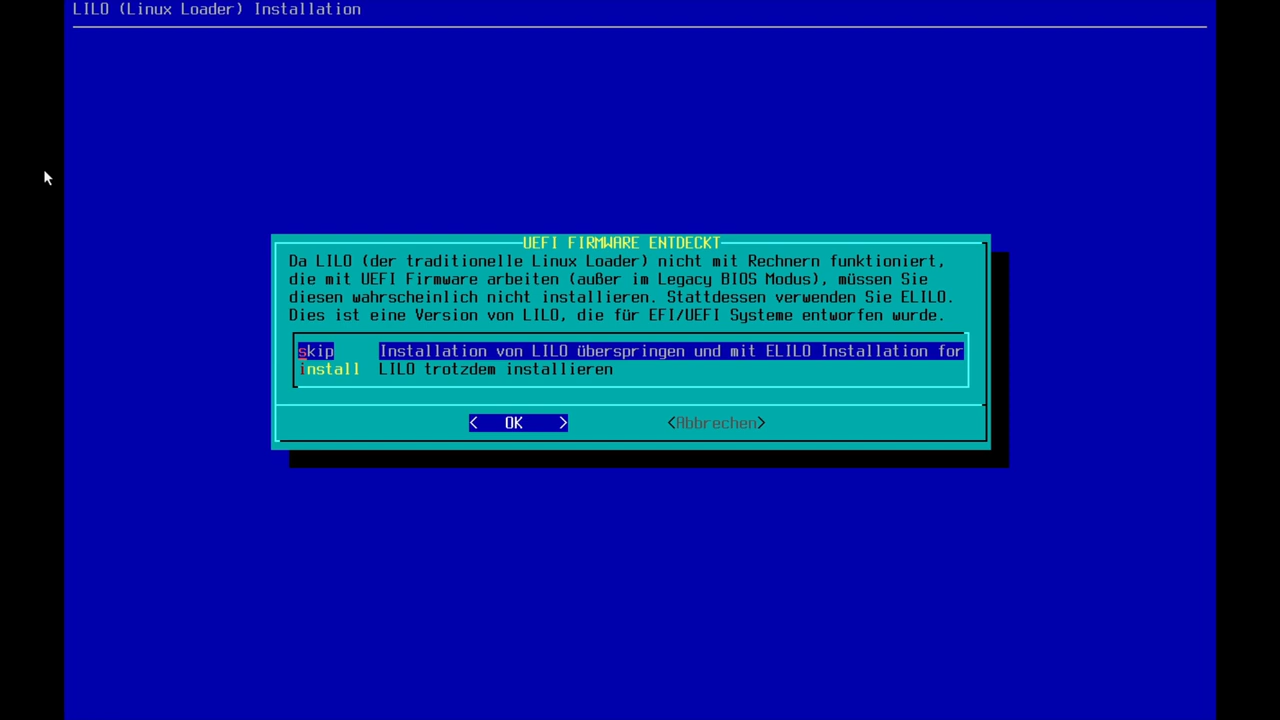 LILO (Linux Loader) Installation
UEFI FIRMWARE ENTDECKT
Da LILO (der traditionelle Linux Loader) nicht mit Rechnern funktioniert,
die mit UEFI Firmware arbeiten (außer im Legacy BIOS Modus), müssen Sie
diesen wahrscheinlich nicht installieren. Stattdessen verwenden Sie ELILO.
Dies ist eine Version von LILO, die für EFI/UEFI Systeme entworfen wurde.
skip Installation von LILO überspringen und mit ELILO Installation for
install LILO trotzdem installieren
< OK > <Abbrechen>